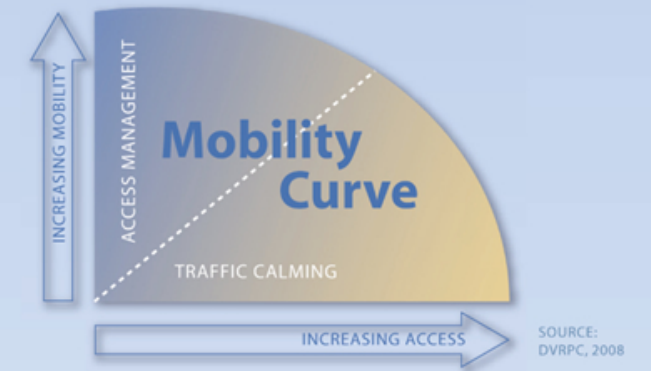 INCREASING MOBILITY
ACCESS MANAGEMENT
Mobility
Curve
TRAFFIC CALMING
INCREASING ACCESS
SOURCE:
DVRPC, 2008